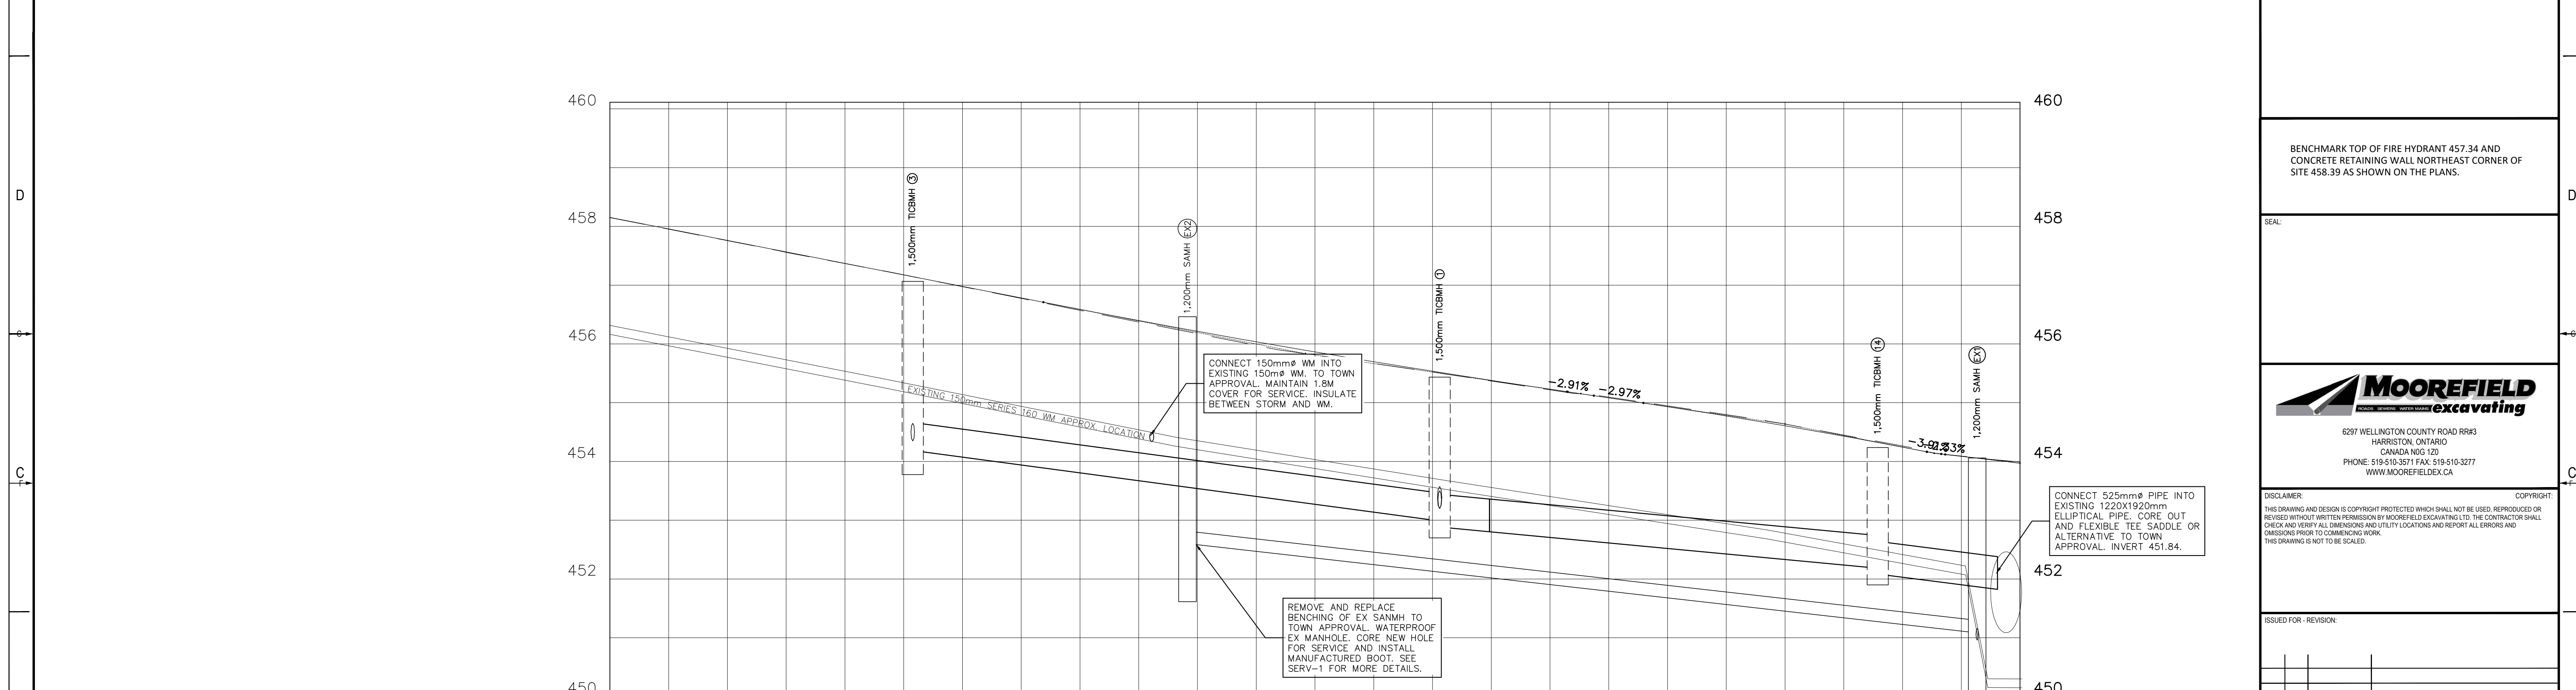 460
458
456
454
452
450
1,500mm TICBMH 3
1,200mm SAMH EX2
1,500mm TICBMH 1
1,500mm TICBMH 14
1,200mm SAMH EX1
EXISTING 150mm SERIES 160 WM APPROX. LOCATION
CONNECT 150mmø WM INTO
EXISTING 150mø WM. TO TOWN
APPROVAL. MAINTAIN 1.8M
COVER FOR SERVICE. INSULATE
BETWEEN STORM AND WM.
-2.91%
-2.97%
REMOVE AND REPLACE
BENCHING OF EX SANMH TO
TOWN APPROVAL. WATERPROOF
EX MANHOLE. CORE NEW HOLE
FOR SERVICE AND INSTALL
MANUFACTURED BOOT. SEE
SERV-1 FOR MORE DETAILS.
CONNECT 525mmø PIPE INTO
EXISTING 1220X1920mm
ELLIPTICAL PIPE. CORE OUT
AND FLEXIBLE TEE SADDLE OR
ALTERNATIVE TO TOWN
APPROVAL. INVERT 451.84.
460
458
456
454
452
450
D
C
BENCHMARK TOP OF FIRE HYDRANT 457.34 AND
CONCRETE RETAINING WALL NORTHEAST CORNER OF
SITE 458.39 AS SHOWN ON THE PLANS.
SEAL:
MOOREFIELD
ROADS SEWERS WATER MAINS excavating
6297 WELLINGTON COUNTY ROAD RR#3
HARRISTON, ONTARIO
CANADA N0G 1Z0
PHONE: 519-510-3571 FAX: 519-510-3277
WWW.MOOREFIELDEX.CA
DISCLAIMER: COPYRIGHT:
THIS DRAWING AND DESIGN IS COPYRIGHT PROTECTED WHICH SHALL NOT BE USED, REPRODUCED OR
REVISED WITHOUT WRITTEN PERMISSION BY MOOREFIELD EXCAVATING LTD. THE CONTRACTOR SHALL
CHECK AND VERIFY ALL DIMENSIONS AND UTILITY LOCATIONS AND REPORT ALL ERRORS AND
OMISSIONS PRIOR TO COMMENCING WORK.
THIS DRAWING IS NOT TO BE SCALED.
ISSUED FOR - REVISION:
D
C